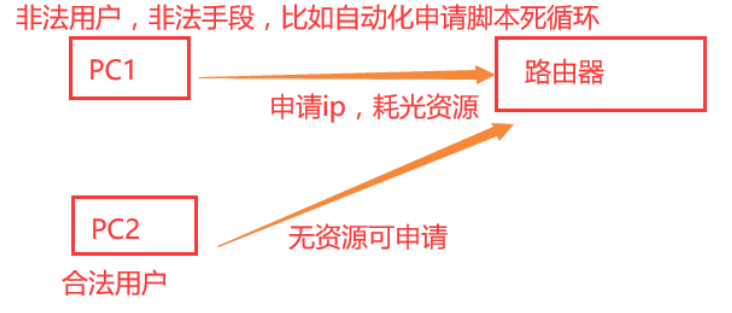 非法用户，非法手段，比如自动化申请脚本死循环
PC1
路由器
申请ip，耗光资源
PC2
无资源可申请
合法用户